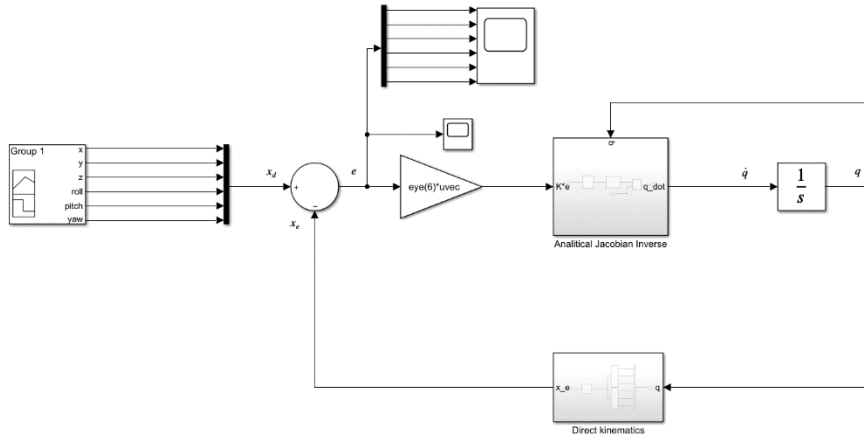 Group 1
x
y
z
roll
pitch
yaw
x_d
+
−
x_e
e
eye(6)*uvec
q
K*e
q_dot
Analitical Jacobian Inverse
q̇
1
s
q
x_e
q
Direct kinematics